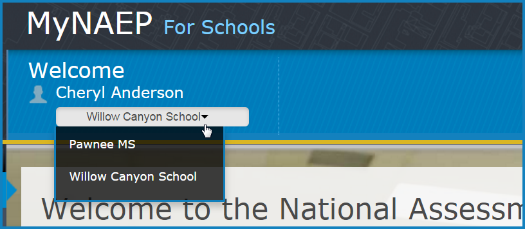 MyNAEP For Schools
Welcome
Cheryl Anderson
Willow Canyon School
Pawnee MS
Willow Canyon School
Welcome to the National Assessm